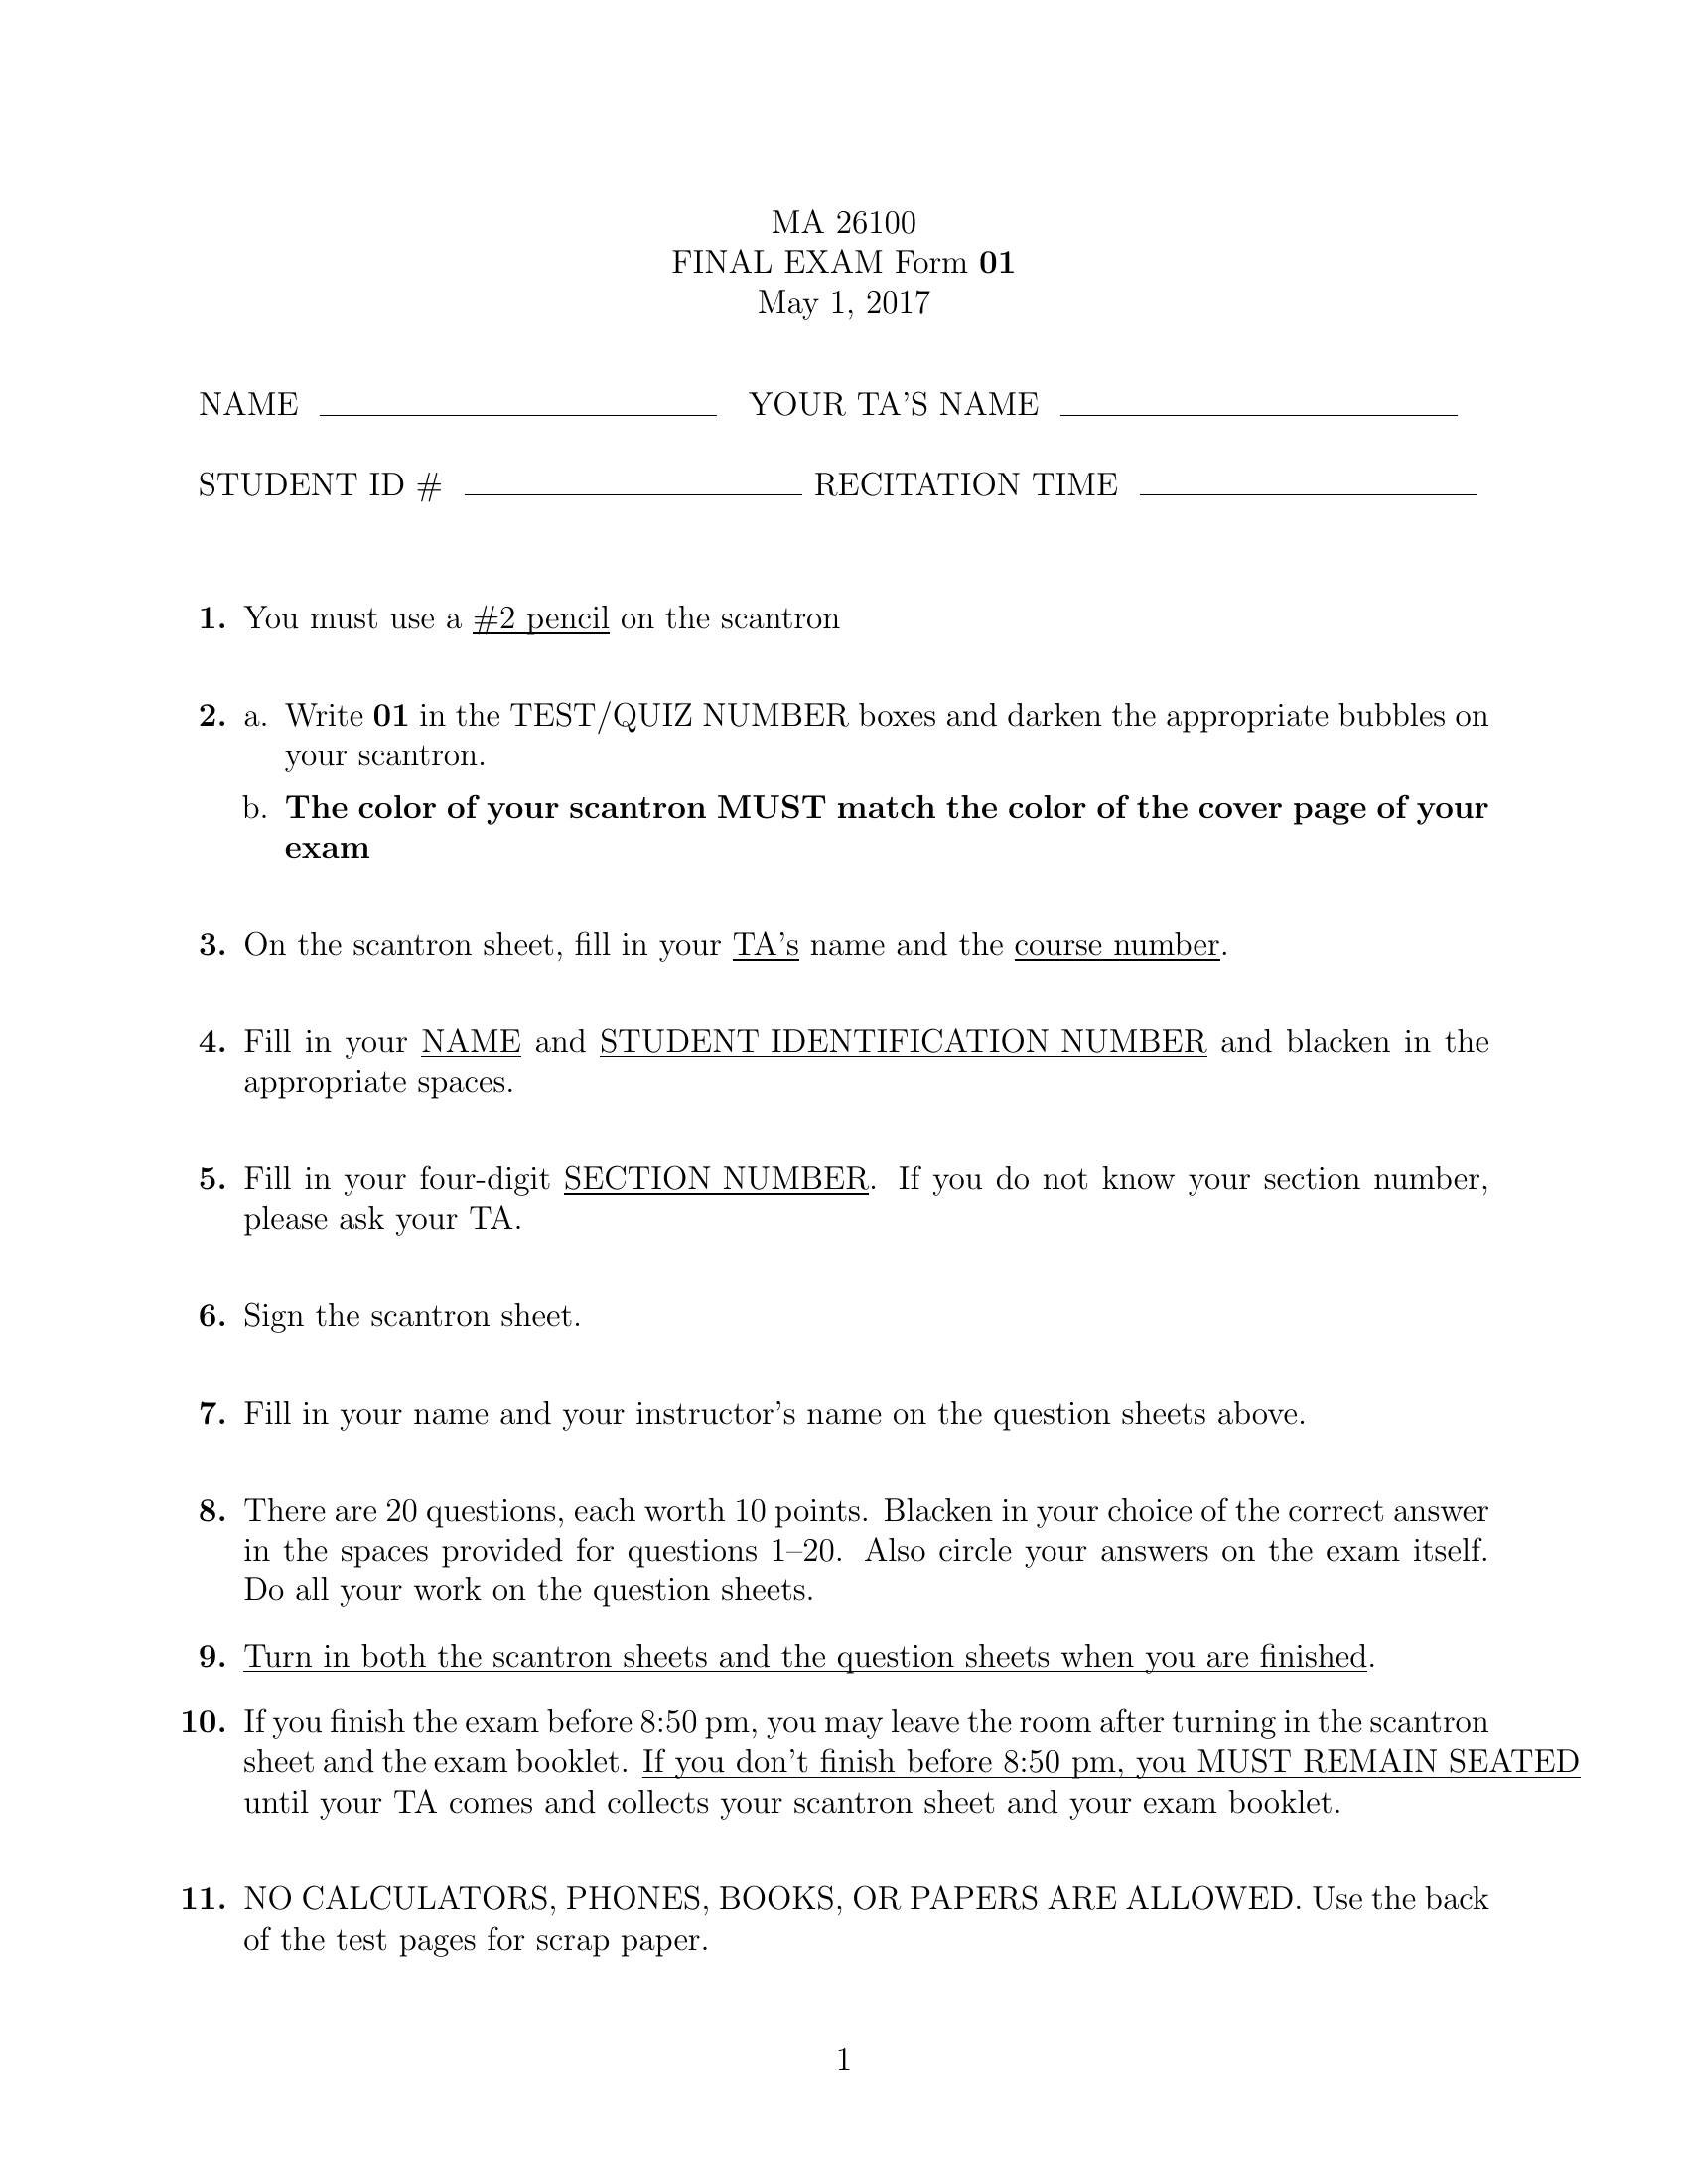 MA 26100
FINAL EXAM Form 01
May 1, 2017
NAME YOUR TA'S NAME
STUDENT ID # RECITATION TIME
1. You must use a #2 pencil on the scantron
2. a. Write 01 in the TEST/QUIZ NUMBER boxes and darken the appropriate bubbles on
your scantron.
b. The color of your scantron MUST match the color of the cover page of your
exam
3. On the scantron sheet, fill in your TA's name and the course number.
4. Fill in your NAME and STUDENT IDENTIFICATION NUMBER and blacken in the
appropriate spaces.
5. Fill in your four-digit SECTION NUMBER. If you do not know your section number,
please ask your TA.
6. Sign the scantron sheet.
7. Fill in your name and your instructor's name on the question sheets above.
8. There are 20 questions, each worth 10 points. Blacken in your choice of the correct answer
in the spaces provided for questions 1–20. Also circle your answers on the exam itself.
Do all your work on the question sheets.
9. Turn in both the scantron sheets and the question sheets when you are finished.
10. If you finish the exam before 8:50 pm, you may leave the room after turning in the scantron
sheet and the exam booklet. If you don't finish before 8:50 pm, you MUST REMAIN SEATED
until your TA comes and collects your scantron sheet and your exam booklet.
11. NO CALCULATORS, PHONES, BOOKS, OR PAPERS ARE ALLOWED. Use the back
of the test pages for scrap paper.
1